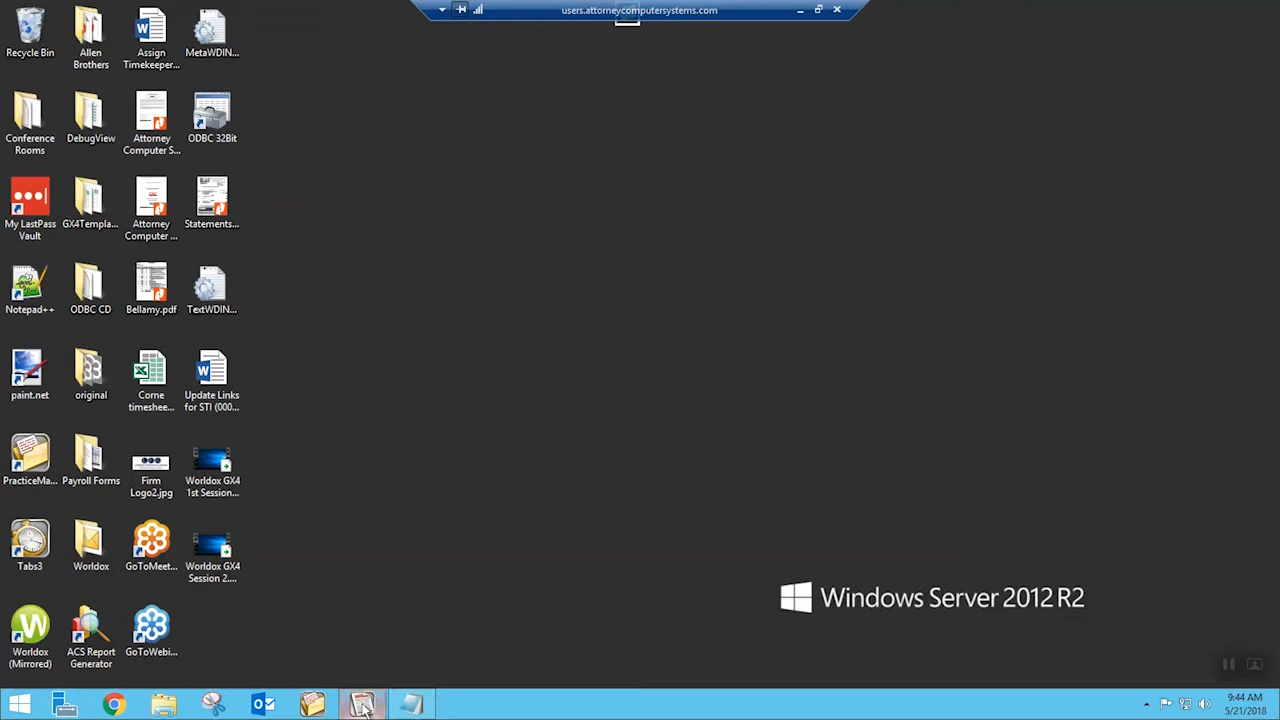 users.attorneycomputersystems.com
Recycle Bin
Allen
Brothers
Assign
Timekeeper...
MetaWDIN...
Conference
Rooms
DebugView
Attorney
Computer S...
ODBC 32Bit
My LastPass
Vault
GX4Templa...
Attorney
Computer ...
Statements...
Notepad++
ODBC CD
Bellamy.pdf
TextWDIN...
paint.net
original
Corne
timeshee...
Update Links
for STI (000...
PracticeMa...
Payroll Forms
Firm
Logo2.jpg
Worldox GX4
1st Session...
Tabs3
Worldox
GoToMeet...
Worldox GX4
Session 2....
Worldox
(Mirrored)
ACS Report
Generator
GoToWebi...
Windows Server 2012 R2
9:44 AM
5/21/2018